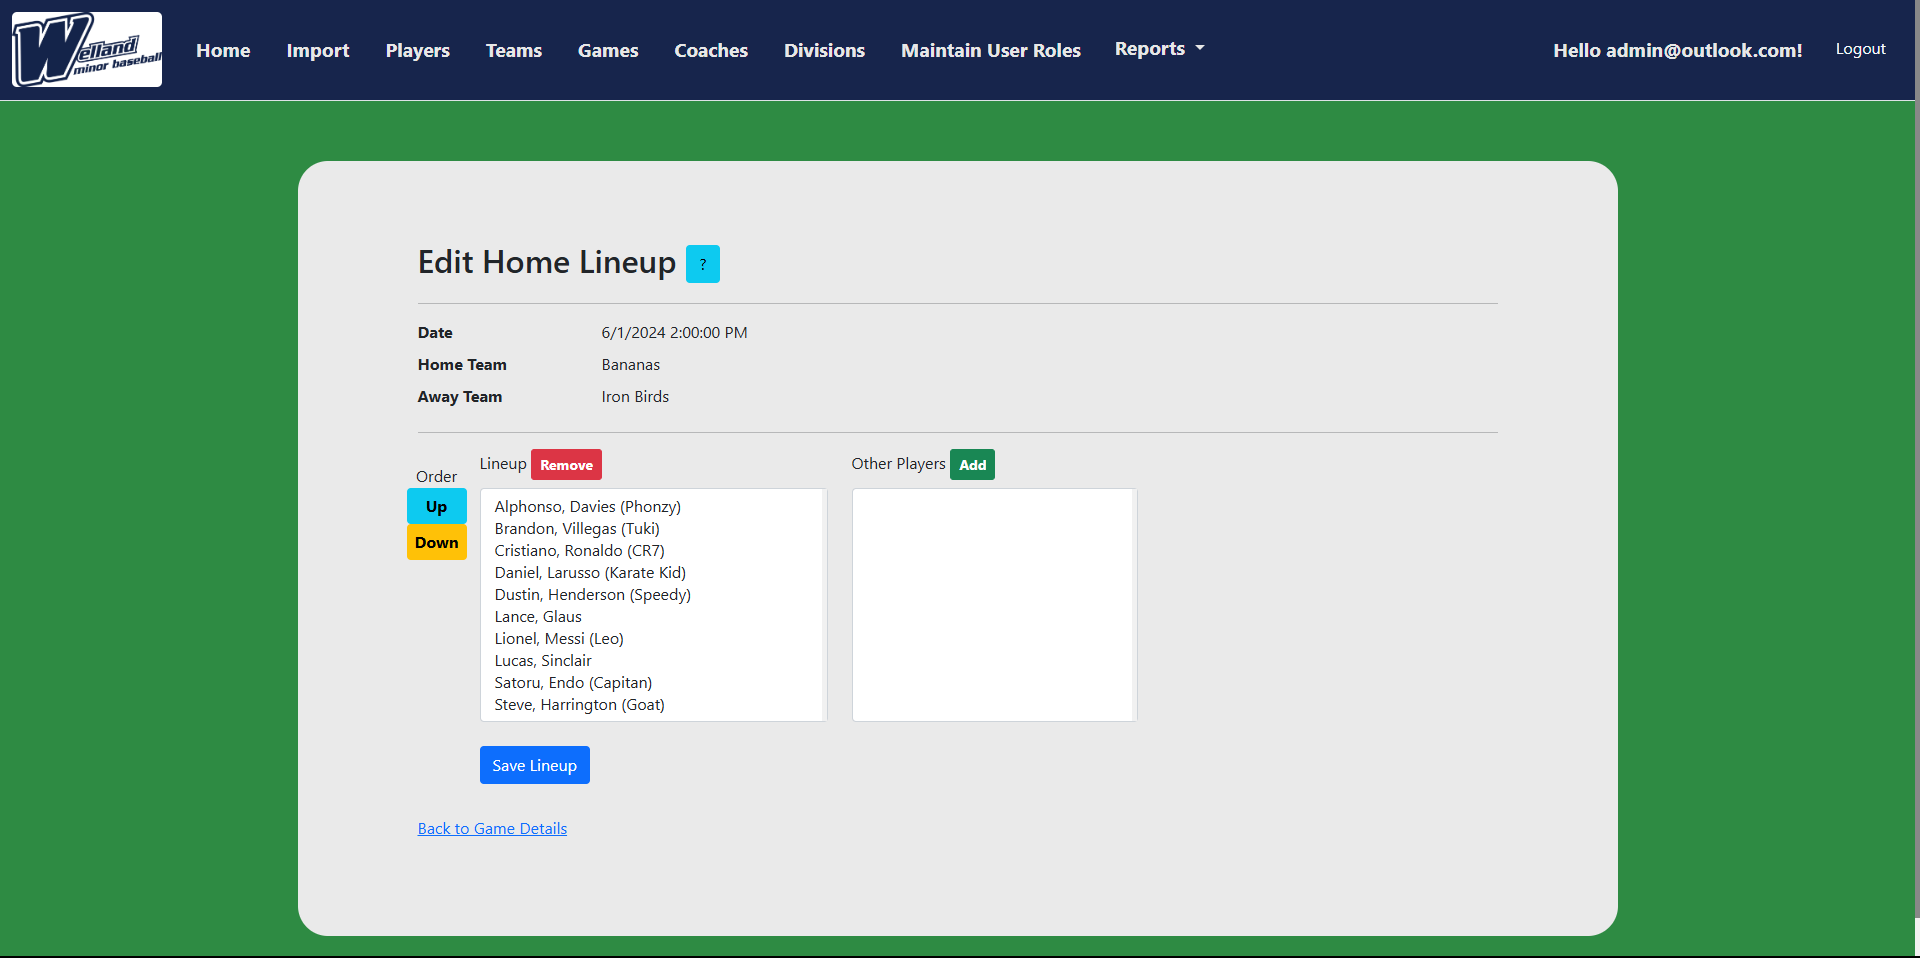 Welland
minor baseball
Home Import Players Teams Games Coaches Divisions Maintain User Roles Reports Hello admin@outlook.com! Logout
Edit Home Lineup ?
Date 6/1/2024 2:00:00 PM
Home Team Bananas
Away Team Iron Birds
Order
Up
Down
Lineup Remove
Alphonso, Davies (Phonzy)
Brandon, Villegas (Tuki)
Cristiano, Ronaldo (CR7)
Daniel, Larusso (Karate Kid)
Dustin, Henderson (Speedy)
Lance, Glaus
Lionel, Messi (Leo)
Lucas, Sinclair
Satoru, Endo (Capitan)
Steve, Harrington (Goat)
Other Players Add
Save Lineup
Back to Game Details